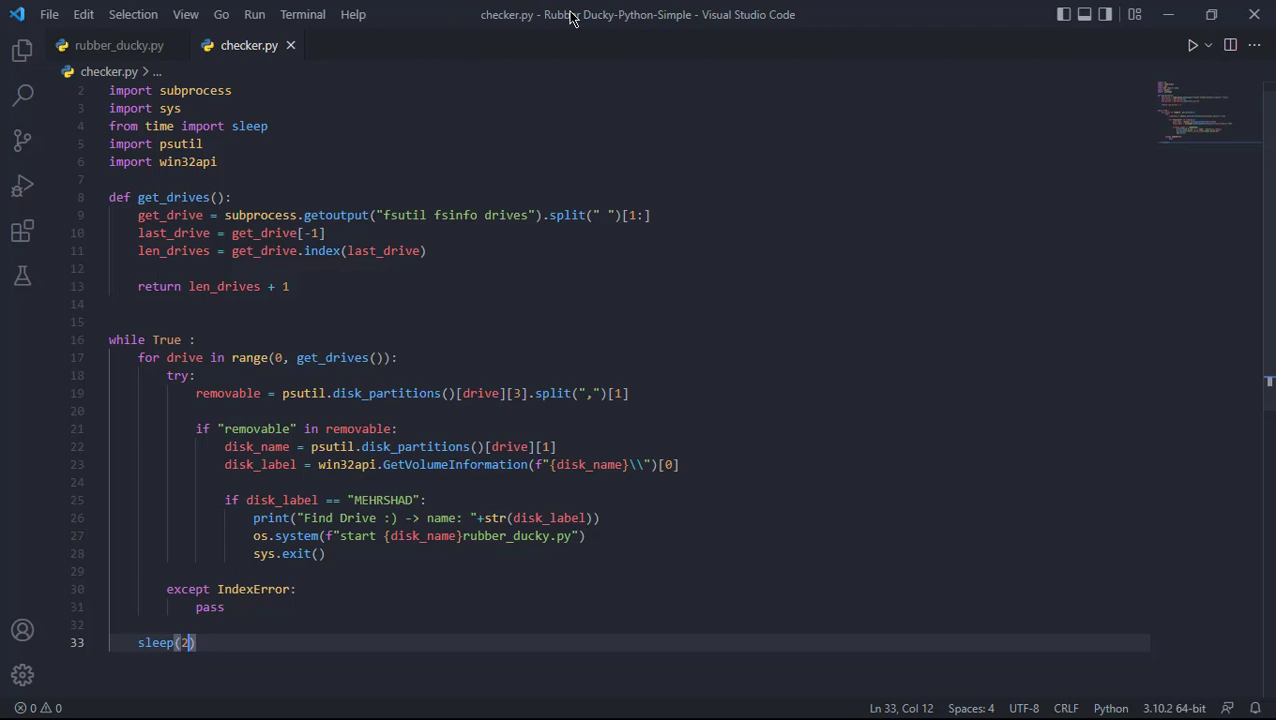 File Edit Selection View Go Run Terminal Help checker.py - Rubber Ducky-Python-Simple - Visual Studio Code
rubber_ducky.py checker.py
checker.py > ...
2 import subprocess
3 import sys
4 from time import sleep
5 import psutil
6 import win32api
7
8 def get_drives():
9 get_drive = subprocess.getoutput("fsutil fsinfo drives").split(" ")[1:]
10 last_drive = get_drive[-1]
11 len_drives = get_drive.index(last_drive)
12
13 return len_drives + 1
14
15
16 while True :
17 for drive in range(0, get_drives()):
18 try:
19 removable = psutil.disk_partitions()[drive][3].split(",")[1]
20
21 if "removable" in removable:
22 disk_name = psutil.disk_partitions()[drive][1]
23 disk_label = win32api.GetVolumeInformation(f"{disk_name}\\")[0]
24
25 if disk_label == "MEHRSHAD":
26 print("Find Drive :) -> name: "+str(disk_label))
27 os.system(f"start {disk_name}rubber_ducky.py")
28 sys.exit()
29
30 except IndexError:
31 pass
32
33 sleep(2)
0 0 Ln 33, Col 12 Spaces: 4 UTF-8 CRLF Python 3.10.2 64-bit